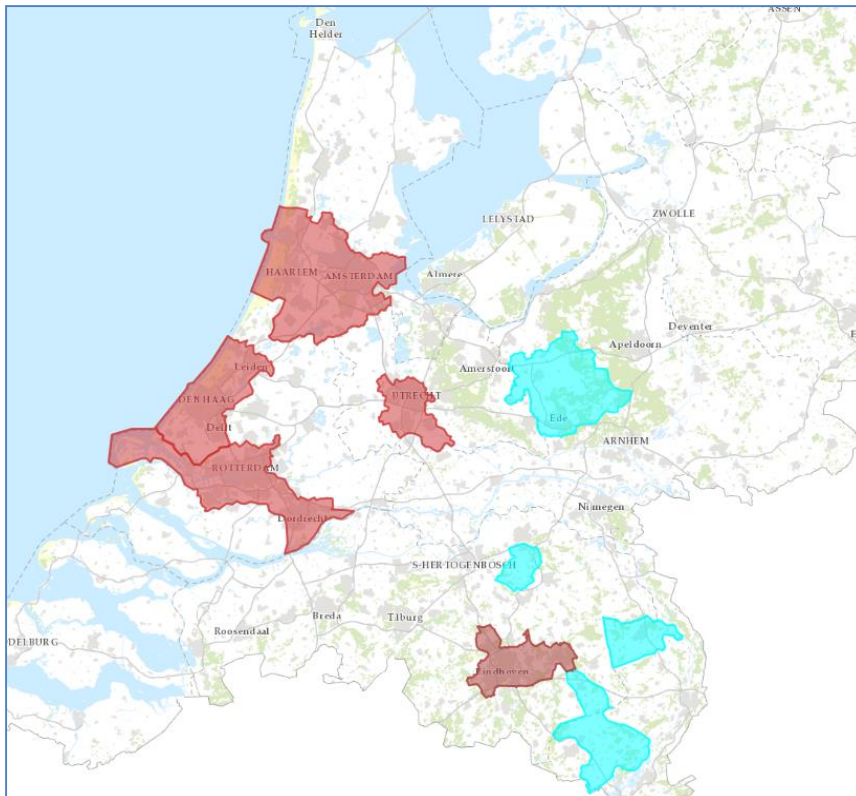 ASSEN
Den
Helder
LELYSTAD
ZWOLLE
HAARLEM
AMSTERDAM
Almere
Deventer
Apeldoorn
Leiden
Amersfoort
DEN HAAG
UTRECHT
Delft
Ede
ARNHEM
ROTTERDAM
Dordrecht
Nijmegen
'S-HERTOGENBOSCH
Breda
Tilburg
Roosendaal
DELBURG
Eindhoven